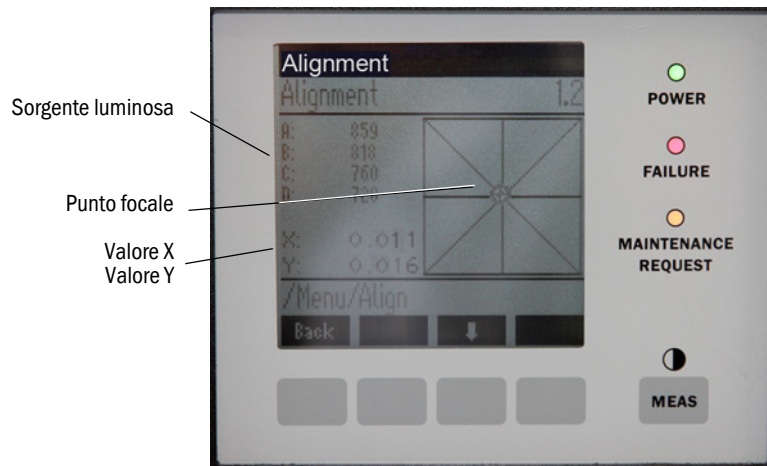 Sorgente luminosa
Punto focale
Valore X
Valore Y
Alignment
Alignment 1.2
A: 859
B: 818
C: 760
D: 728
X: 0.011
Y: 0.016
/Menu/Align
Back
POWER
FAILURE
MAINTENANCE
REQUEST
MEAS